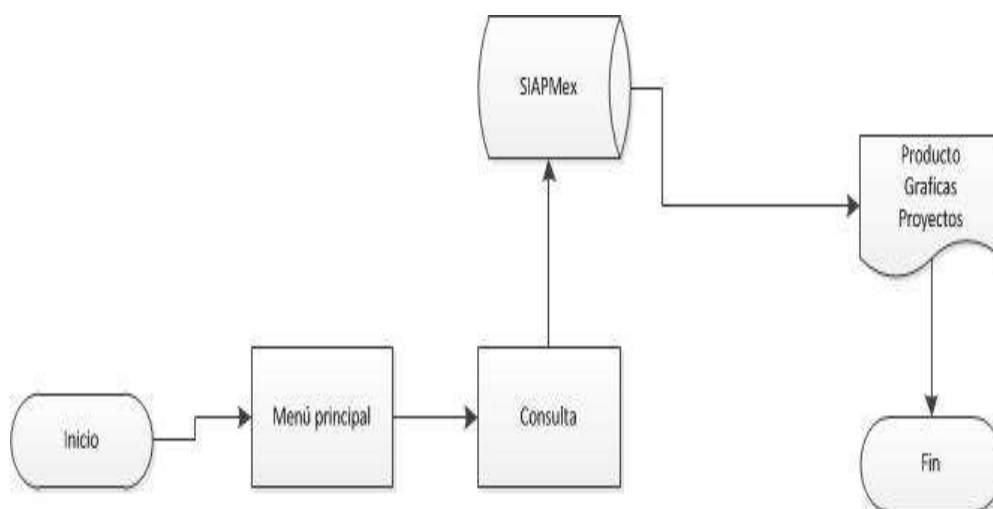 SIAPMex
Producto
Graficas
Proyectos
Inicio
Menú principal
Consulta
Fin